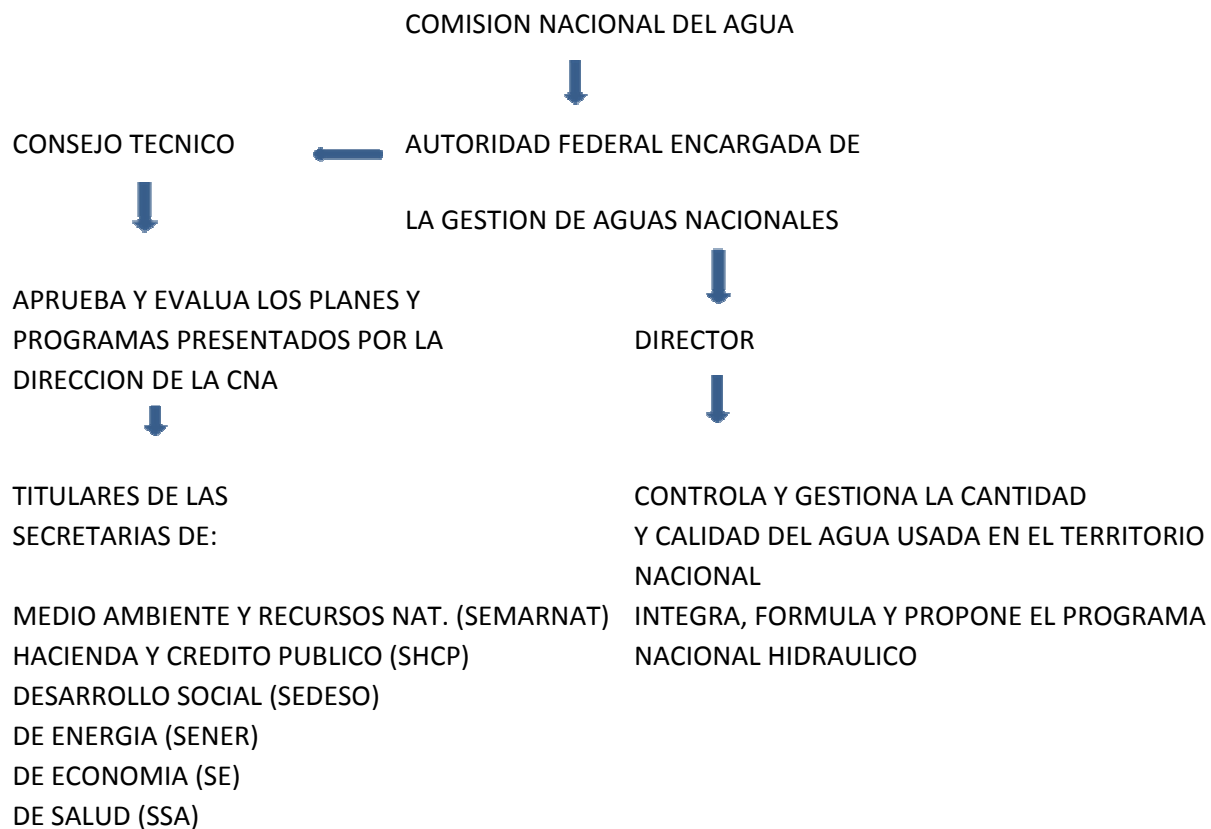 COMISION NACIONAL DEL AGUA
CONSEJO TECNICO
AUTORIDAD FEDERAL ENCARGADA DE
LA GESTION DE AGUAS NACIONALES
APRUEBA Y EVALUA LOS PLANES Y
PROGRAMAS PRESENTADOS POR LA
DIRECCION DE LA CNA
DIRECTOR
TITULARES DE LAS
SECRETARIAS DE:
MEDIO AMBIENTE Y RECURSOS NAT. (SEMARNAT)
HACIENDA Y CREDITO PUBLICO (SHCP)
DESARROLLO SOCIAL (SEDESO)
DE ENERGIA (SENER)
DE ECONOMIA (SE)
DE SALUD (SSA)
CONTROLA Y GESTIONA LA CANTIDAD
Y CALIDAD DEL AGUA USADA EN EL TERRITORIO
NACIONAL
INTEGRA, FORMULA Y PROPONE EL PROGRAMA
NACIONAL HIDRAULICO